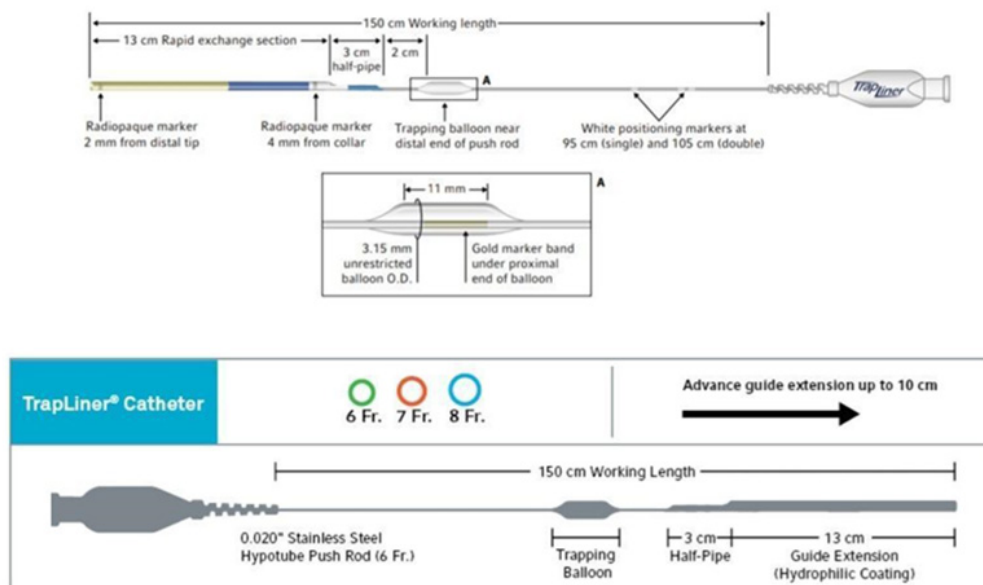 150 cm Working length
13 cm Rapid exchange section
3 cm
half-pipe
2 cm
A
TrapLiner
Radiopaque marker
2 mm from distal tip
Radiopaque marker
4 mm from collar
Trapping balloon near
distal end of push rod
White positioning markers at
95 cm (single) and 105 cm (double)
A
11 mm
3.15 mm
unrestricted
balloon O.D.
Gold marker band
under proximal
end of balloon
TrapLiner® Catheter
6 Fr.
7 Fr.
8 Fr.
Advance guide extension up to 10 cm
150 cm Working Length
0.020" Stainless Steel
Hypotube Push Rod (6 Fr.)
Trapping
Balloon
3 cm
Half-Pipe
13 cm
Guide Extension
(Hydrophilic Coating)